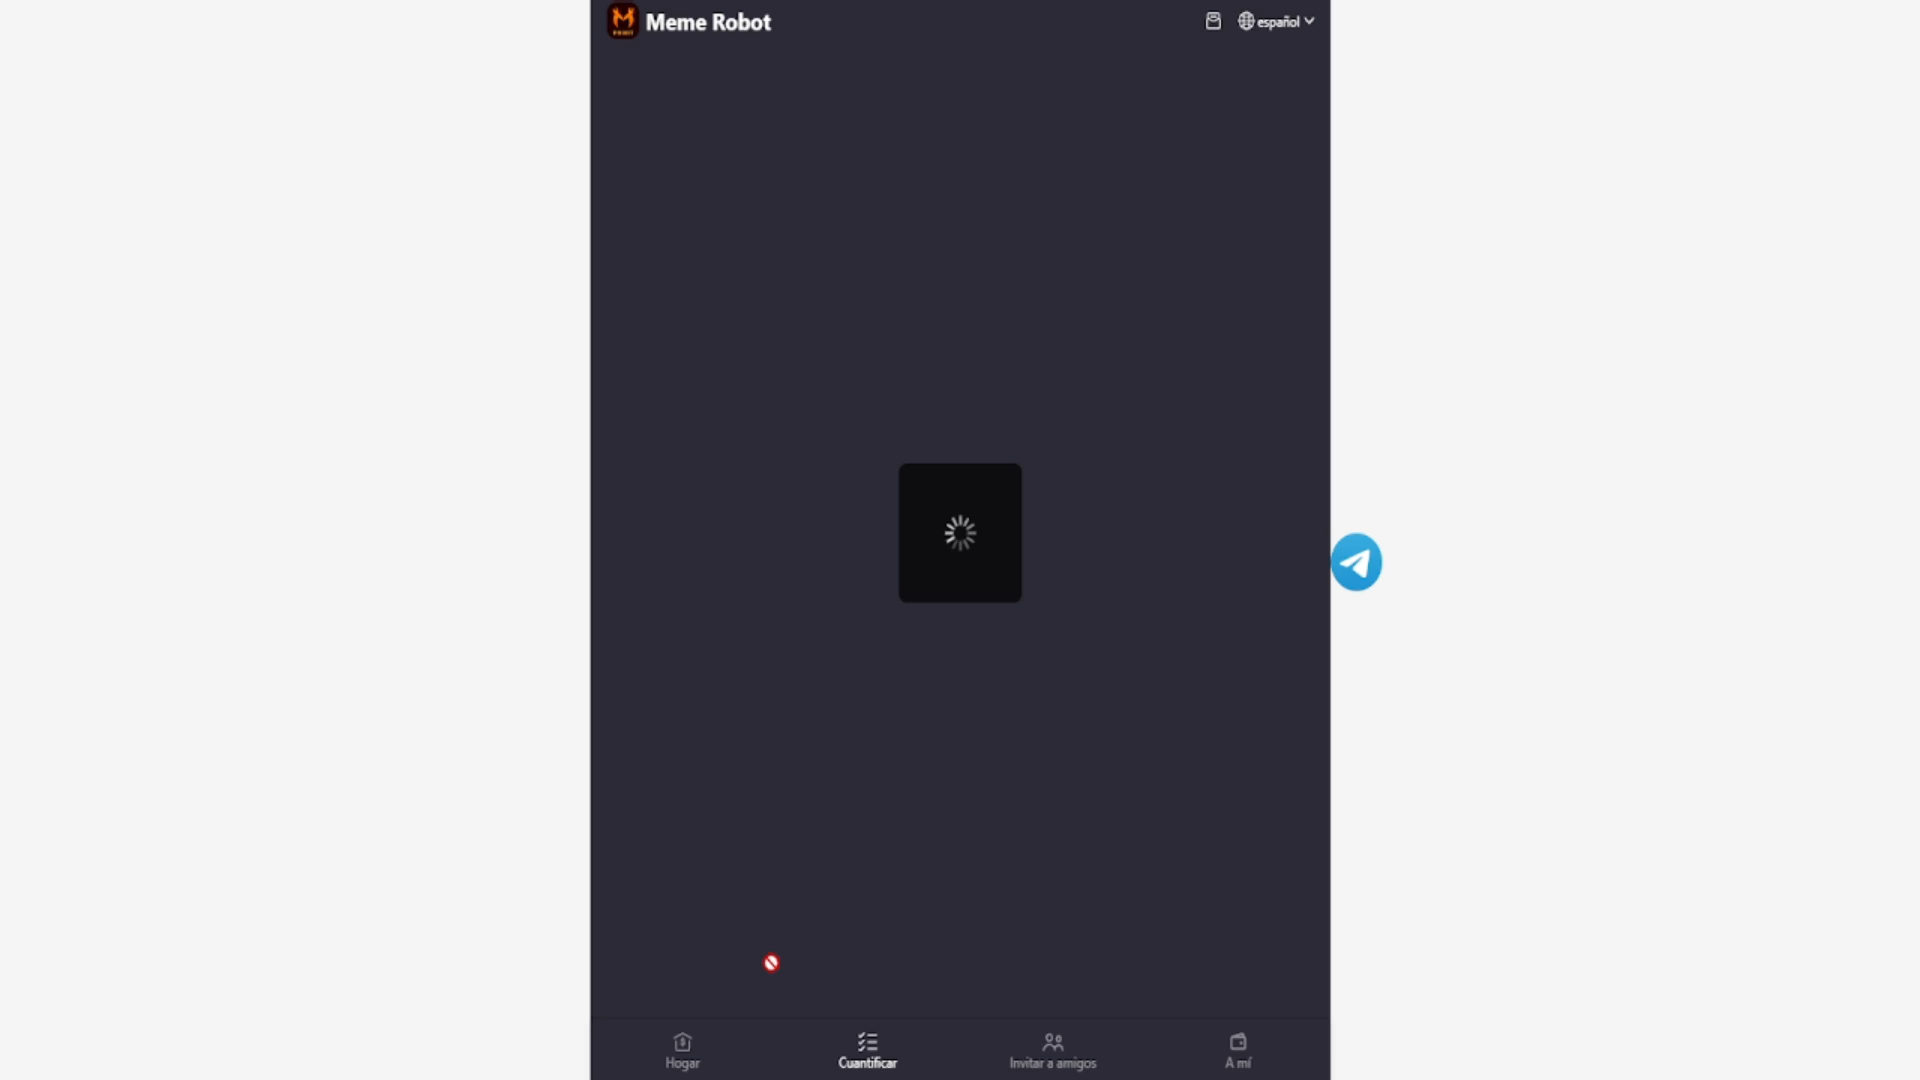 Meme Robot
español
Hogar
Cuantificar
Invitar a amigos
A mí